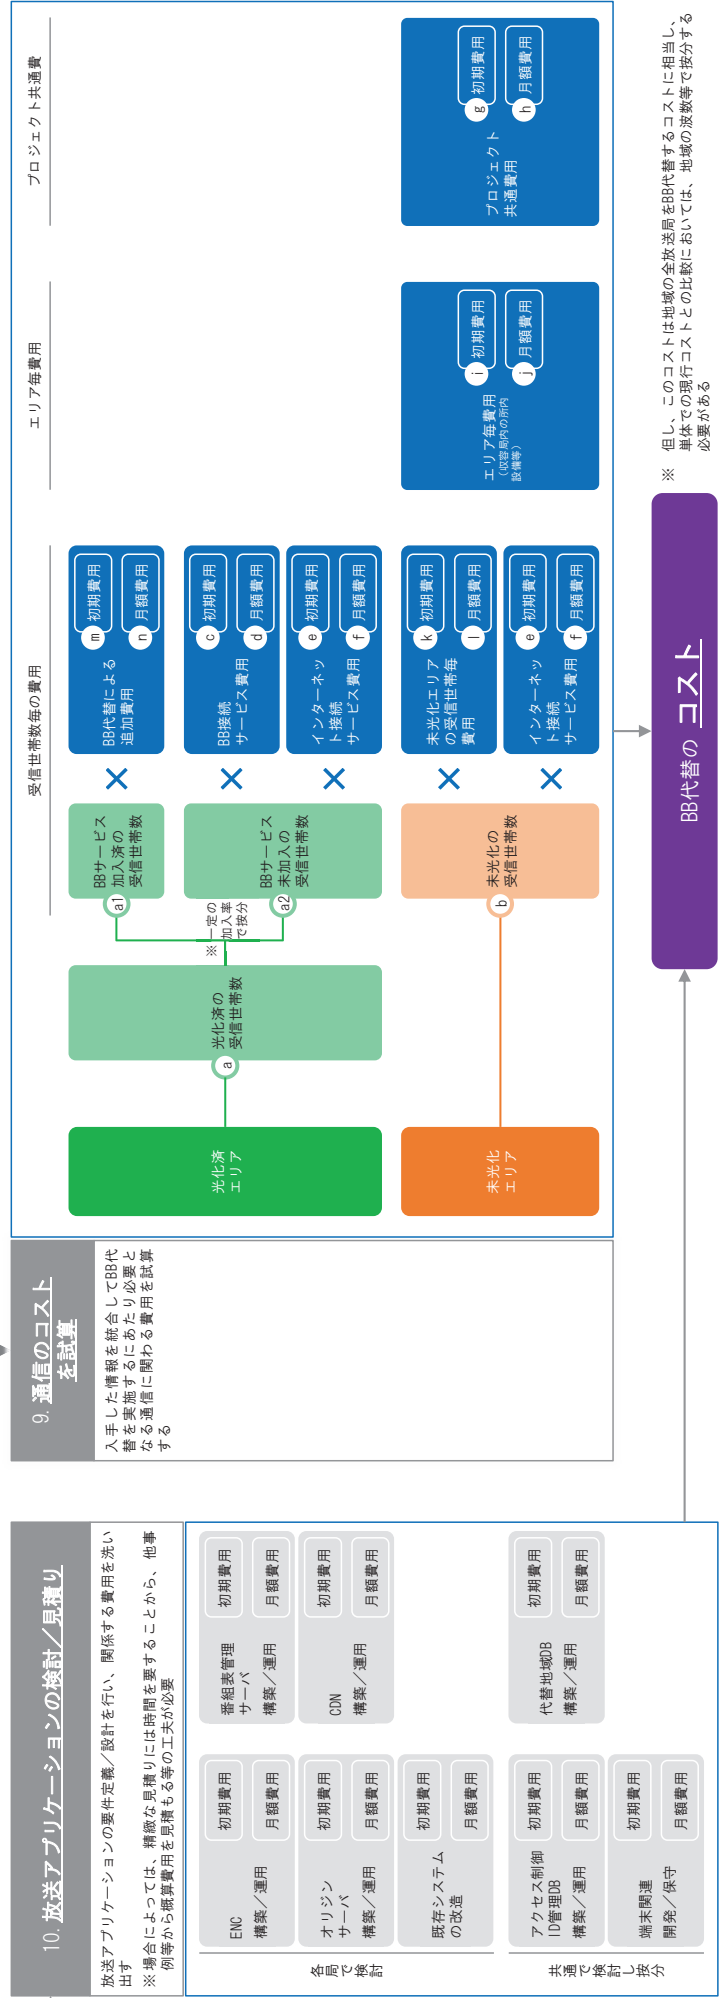 10. 放送アプリケーションの検討／見積り
放送アプリケーションの要件定義／設計を行い、関係する費用を洗い
出す
※ 場合によっては、精緻な見積りには時間を要することから、他事
例等から概算費用を見積もる等の工夫が必要
各局で検討
ENC
構築／運用
初期費用
月額費用
番組表管理
サーバ
構築／運用
初期費用
月額費用
オリジン
サーバ
構築／運用
初期費用
月額費用
CDN
構築／運用
初期費用
月額費用
既存システム
の改造
初期費用
月額費用
共通で検討し按分
アクセス制御
ID管理DB
構築／運用
初期費用
月額費用
代替地域DB
構築／運用
初期費用
月額費用
端末関連
開発／保守
初期費用
月額費用
9. 通信のコスト
を試算
入手した情報を統合してBB代
替を実施するにあたり必要と
なる通信に関わる費用を試算
する
受信世帯数毎の費用
エリア毎費用
プロジェクト共通費
光化済
エリア
a
光化済の
受信世帯数
※ 一定の
加入率
で按分
a1
BBサービス
加入済の
受信世帯数
×
BB代替による
追加費用
m 初期費用
n 月額費用
a2
BBサービス
未加入の
受信世帯数
×
BB接続
サービス費用
c 初期費用
d 月額費用
×
インターネッ
ト接続
サービス費用
e 初期費用
f 月額費用
未光化
エリア
b
未光化の
受信世帯数
×
未光化エリア
の受信世帯毎
費用
k 初期費用
l 月額費用
×
インターネッ
ト接続
サービス費用
e 初期費用
f 月額費用
エリア毎費用
（収容局内の所内
設備等）
i 初期費用
j 月額費用
プロジェクト
共通費用
g 初期費用
h 月額費用
BB代替の コスト
※ 但し、このコストは地域の全放送局をBB代替するコストに相当し、
単体での現行コストとの比較においては、地域の波数等で按分する
必要がある